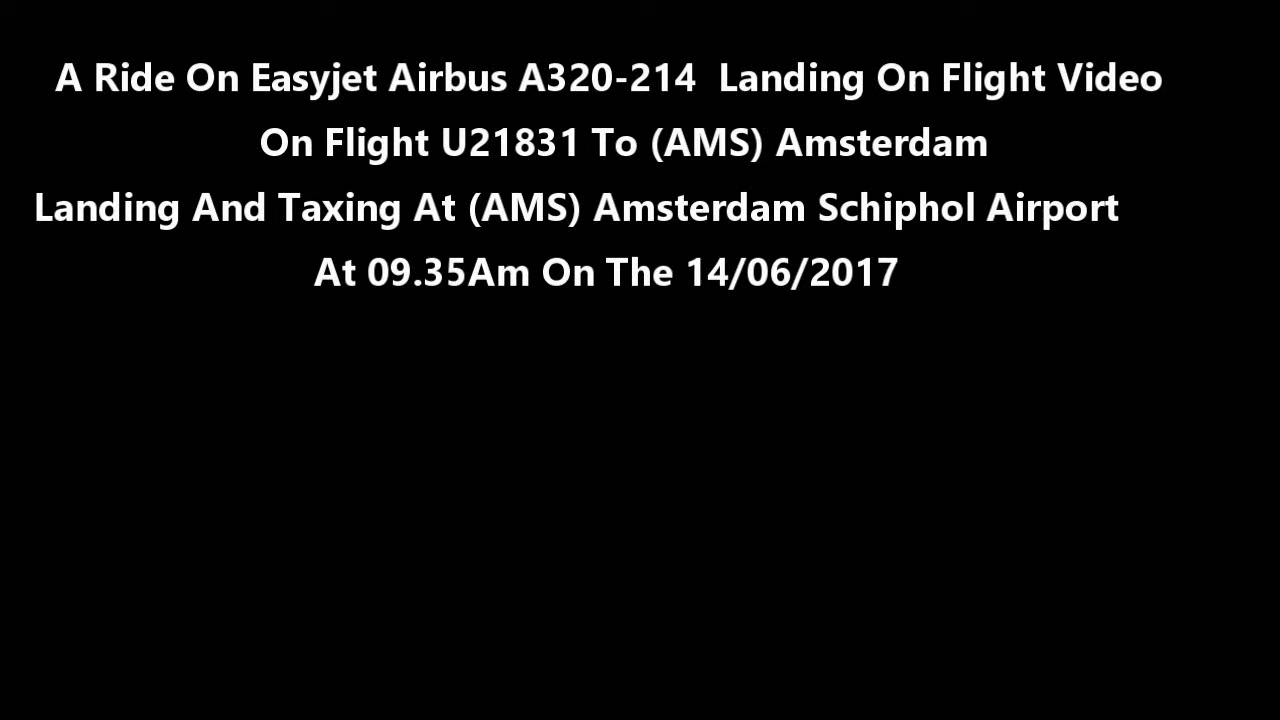 A Ride On Easyjet Airbus A320-214  Landing On Flight Video
On Flight U21831 To (AMS) Amsterdam
Landing And Taxing At (AMS) Amsterdam Schiphol Airport
At 09.35Am On The 14/06/2017